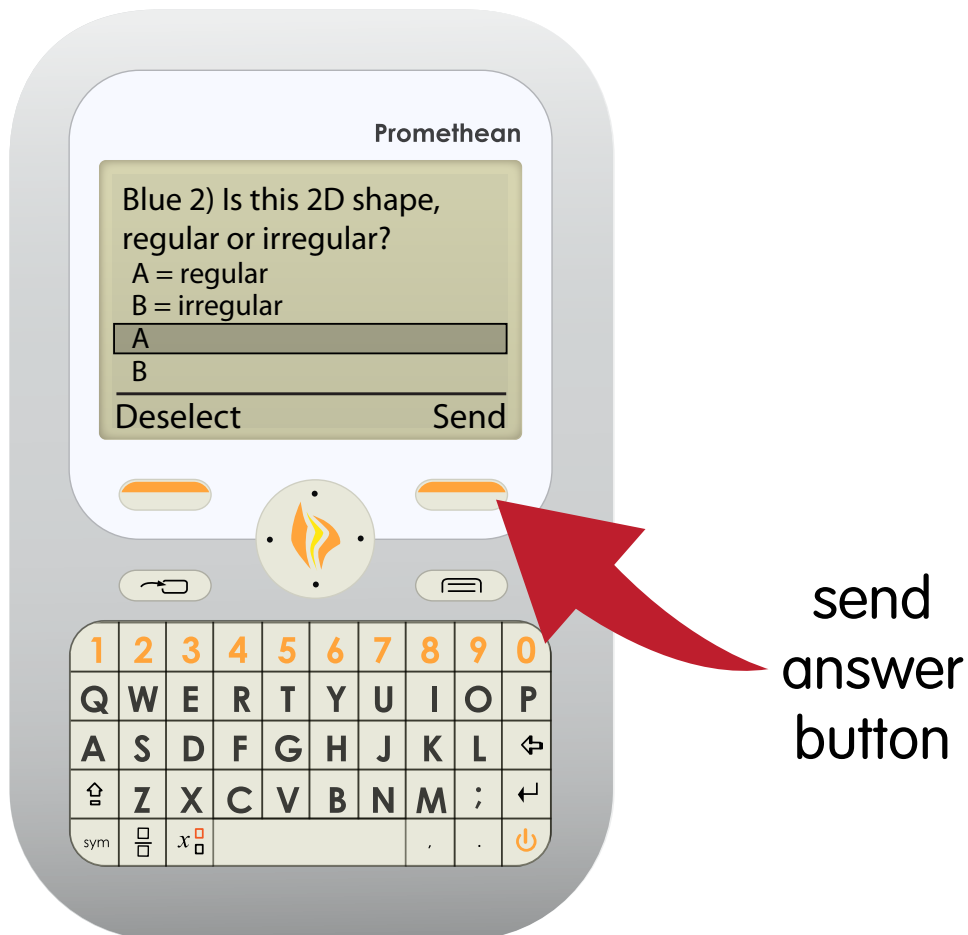 Promethean
Blue 2) Is this 2D shape,
regular or irregular?
A = regular
B = irregular
A
B
Deselect Send
send
answer
button
1 2 3 4 5 6 7 8 9 0
Q W E R T Y U I O P
A S D F G H J K L
Z X C V B N M ;
sym x , .